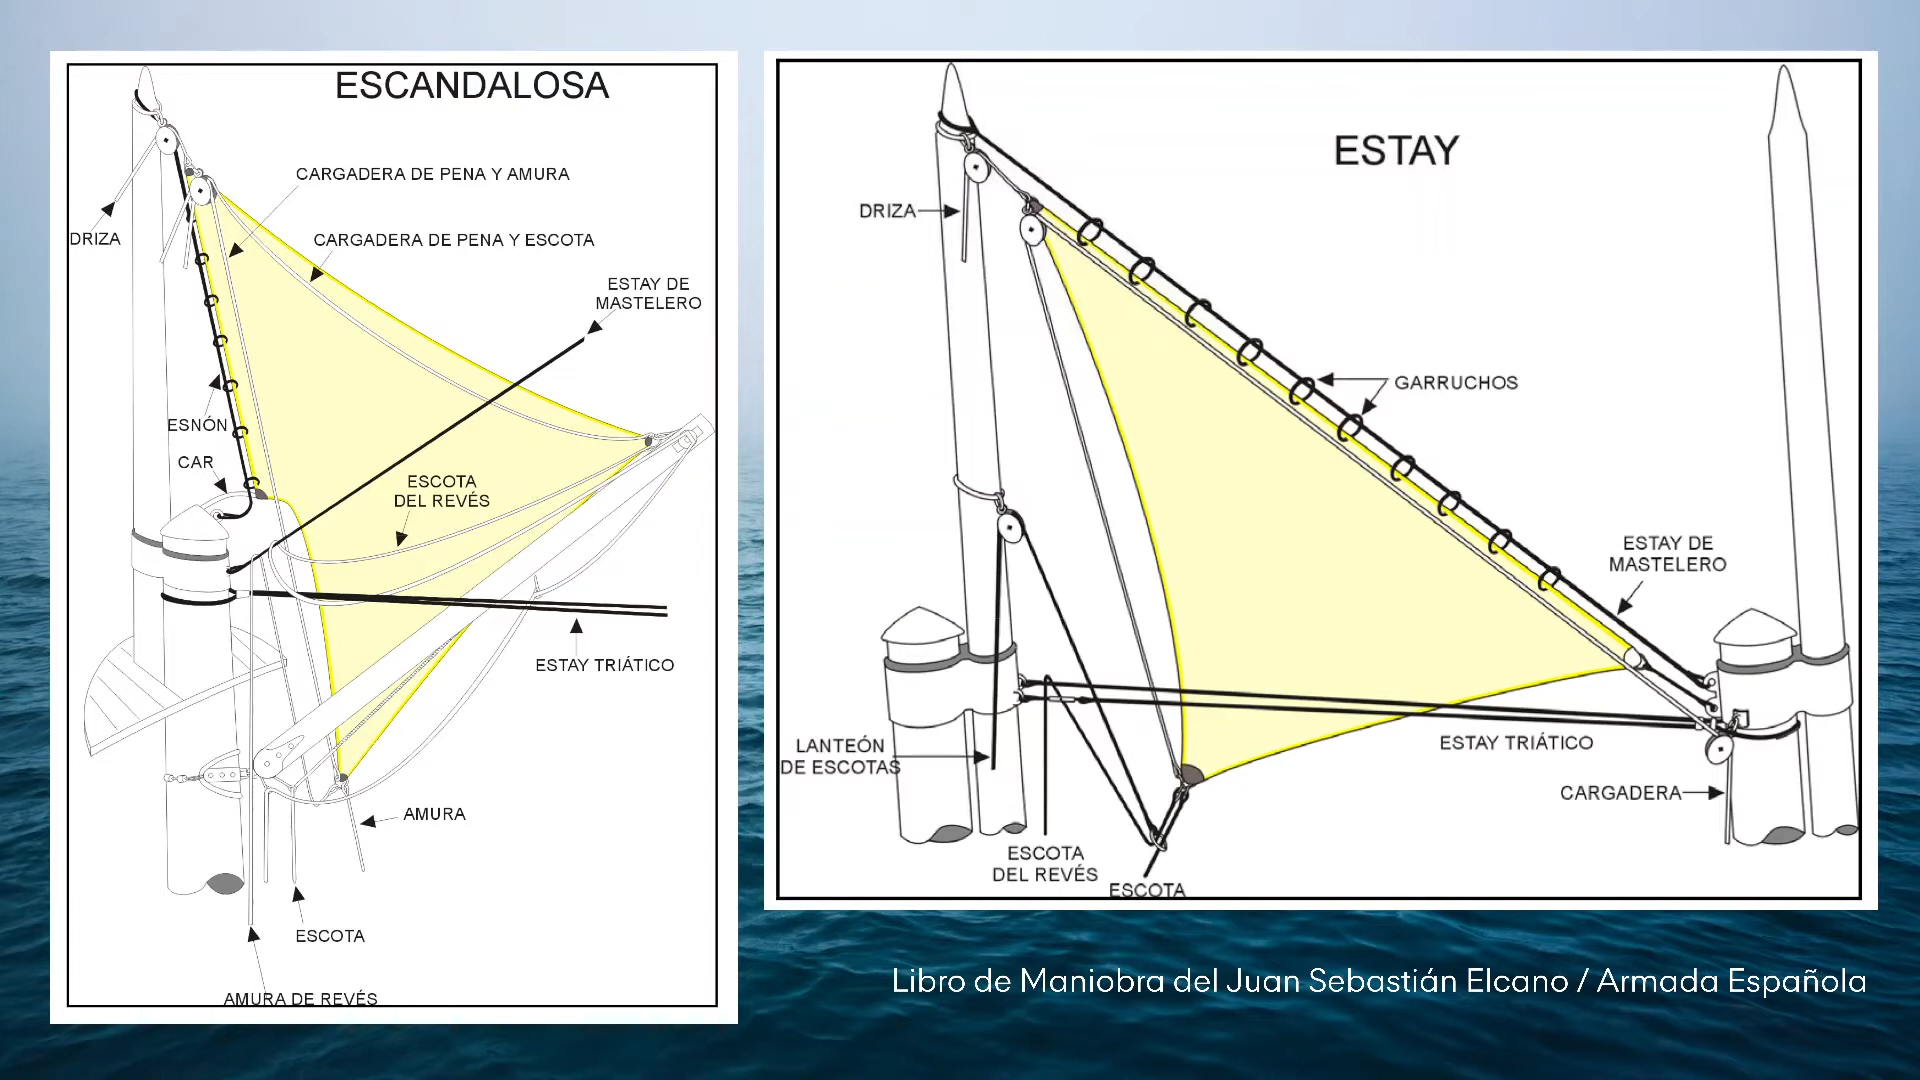 ESCANDALOSA
CARGADERA DE PENA Y AMURA
DRIZA
CARGADERA DE PENA Y ESCOTA
ESTAY DE
MASTELERO
ESNÓN
CAR
ESCOTA
DEL REVÉS
ESTAY TRIÁTICO
AMURA
ESCOTA
AMURA DE REVÉS
ESTAY
DRIZA
GARRUCHOS
ESTAY DE
MASTELERO
LANTEÓN
DE ESCOTAS
ESTAY TRIÁTICO
CARGADERA
ESCOTA
DEL REVÉS
ESCOTA
Libro de Maniobra del Juan Sebastián Elcano / Armada Española